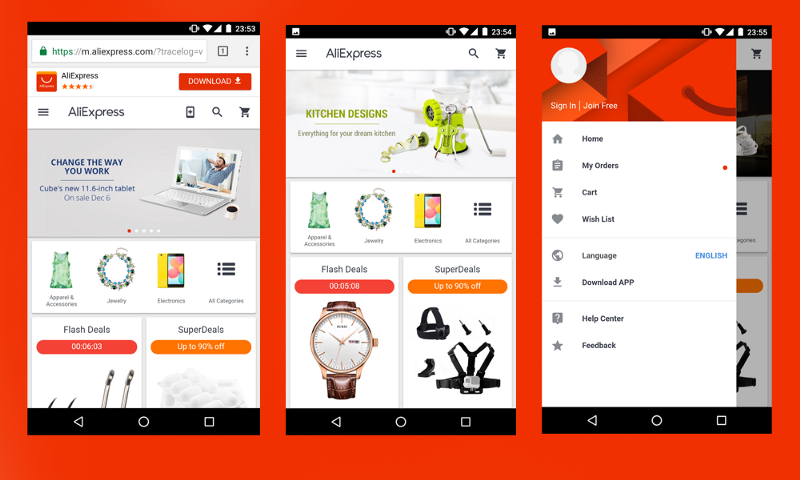 23:53
https://m.aliexpress.com/?tracelog=v
1
AliExpress
DOWNLOAD
AliExpress
AliExpress
CHANGE THE WAY
YOU WORK
Cube's new 11.6-inch tablet
On sale Dec 6
Apparel &
Accessories
Jewelry
Electronics
All Categories
Flash Deals
SuperDeals
00:06:03
Up to 90% off
23:54
AliExpress
KITCHEN DESIGNS
Everything for your dream kitchen
Apparel &
Accessories
Jewelry
Electronics
All Categories
Flash Deals
SuperDeals
00:05:08
Up to 90% off
23:55
Sign In | Join Free
Home
My Orders
Cart
Wish List
Language
ENGLISH
Download APP
Help Center
Feedback